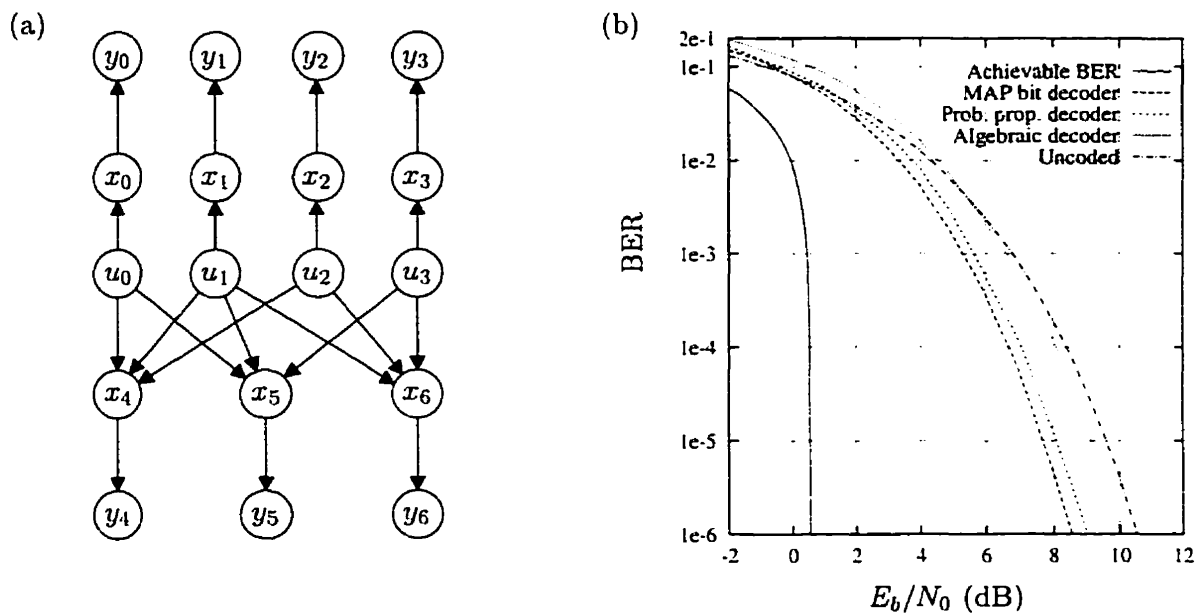 (a)
y0 y1 y2 y3
x0 x1 x2 x3
u0 u1 u2 u3
x4 x5 x6
y4 y5 y6
(b)
2e-1
1e-1
1e-2
1e-3
1e-4
1e-5
1e-6
BER
Achievable BER
MAP bit decoder
Prob. prop. decoder
Algebraic decoder
Uncoded
-2 0 2 4 6 8 10 12
E_b/N_0 (dB)